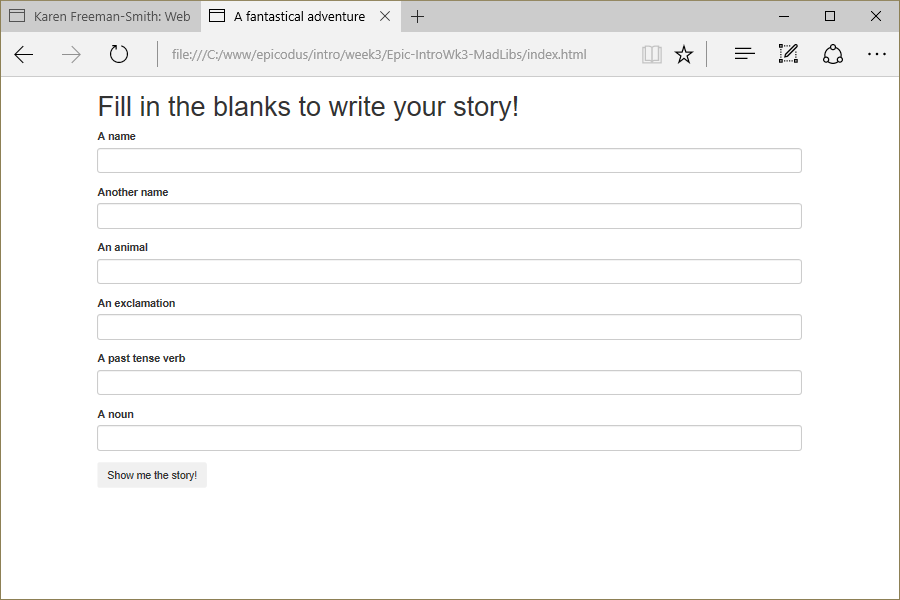 Karen Freeman-Smith: Web
A fantastical adventure
file:///C:/www/epicodus/intro/week3/Epic-IntroWk3-MadLibs/index.html
Fill in the blanks to write your story!
A name
Another name
An animal
An exclamation
A past tense verb
A noun
Show me the story!